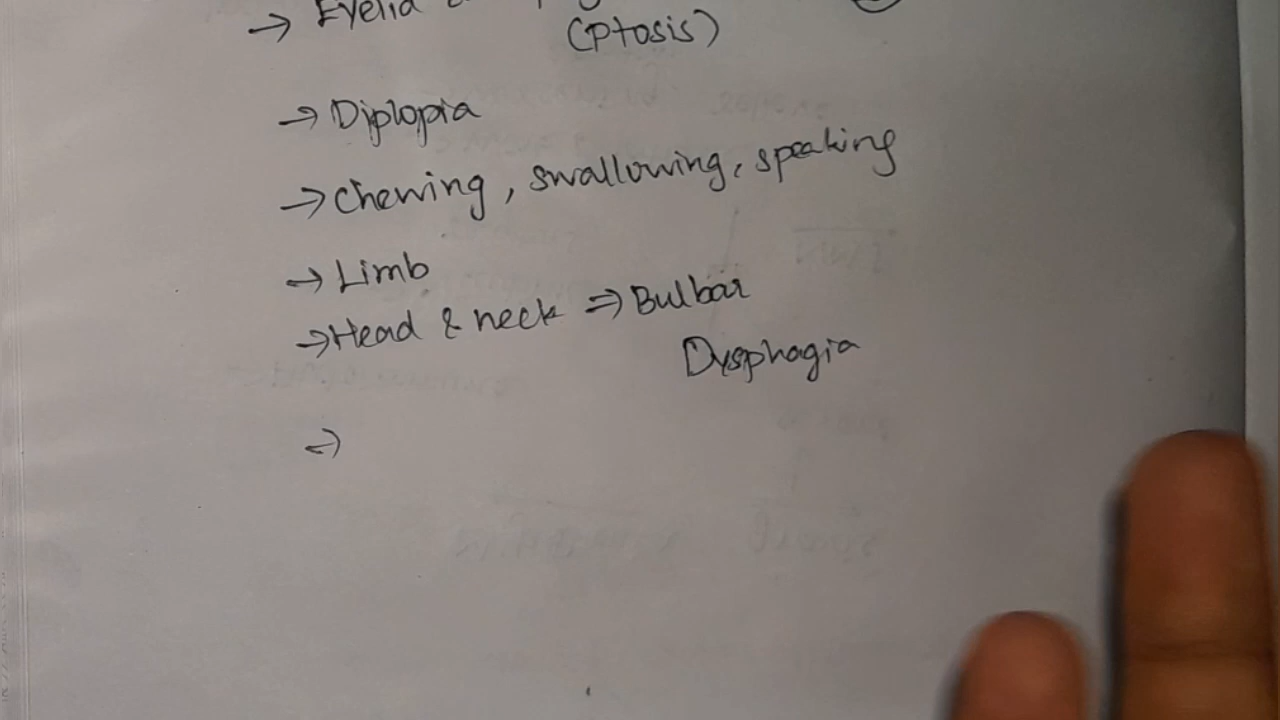 → Eyelid
(Ptosis)
→ Diplopia
→ Chewing, swallowing, speaking
→ Limb
→ Head & neck ⇒ Bulbar
Dysphagia
⇒